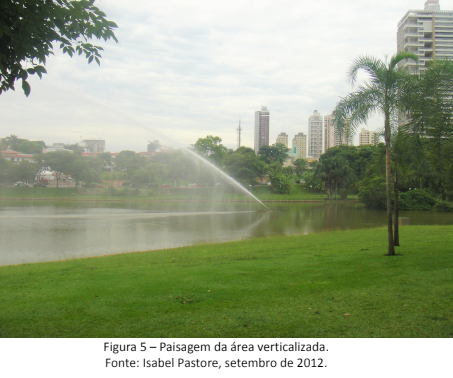 Figura 5 – Paisagem da área verticalizada.
Fonte: Isabel Pastore, setembro de 2012.